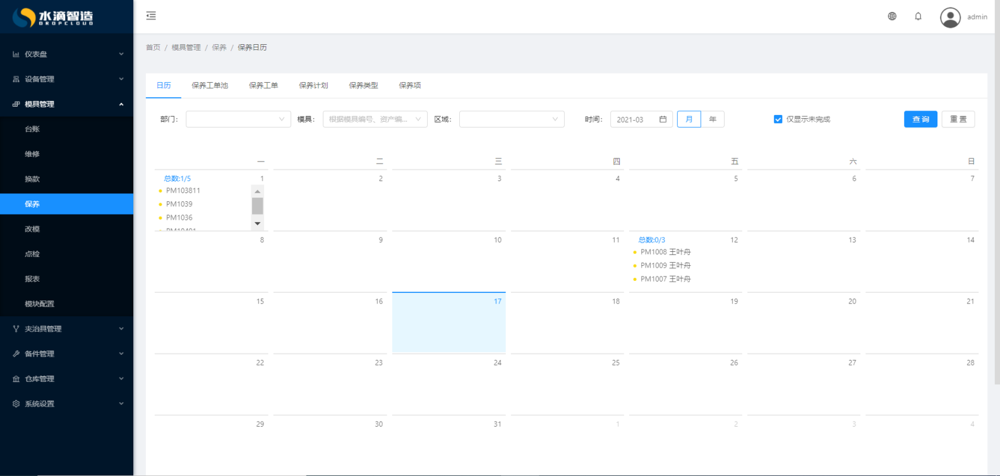 水滴智造
DROPCLOUD
admin
首页 / 模具管理 / 保养 / 保养日历
仪表盘
设备管理
模具管理
台账
维修
换款
保养
改模
点检
报表
模块配置
夹治具管理
备件管理
仓库管理
系统设置
日历 保养工单池 保养工单 保养计划 保养类型 保养项
部门: 模具: 根据模具编号、资产编... 区域: 时间: 2021-03 月 年 仅显示未完成 查 询 重 置
一 二 三 四 五 六 日
总数:1/5 1 2 3 4 5 6 7
PM103811
PM1039
PM1036
8 9 10 11 总数:0/3 12 13 14
PM1008 王叶舟
PM1009 王叶舟
PM1007 王叶舟
15 16 17 18 19 20 21
22 23 24 25 26 27 28
29 30 31 1 2 3 4